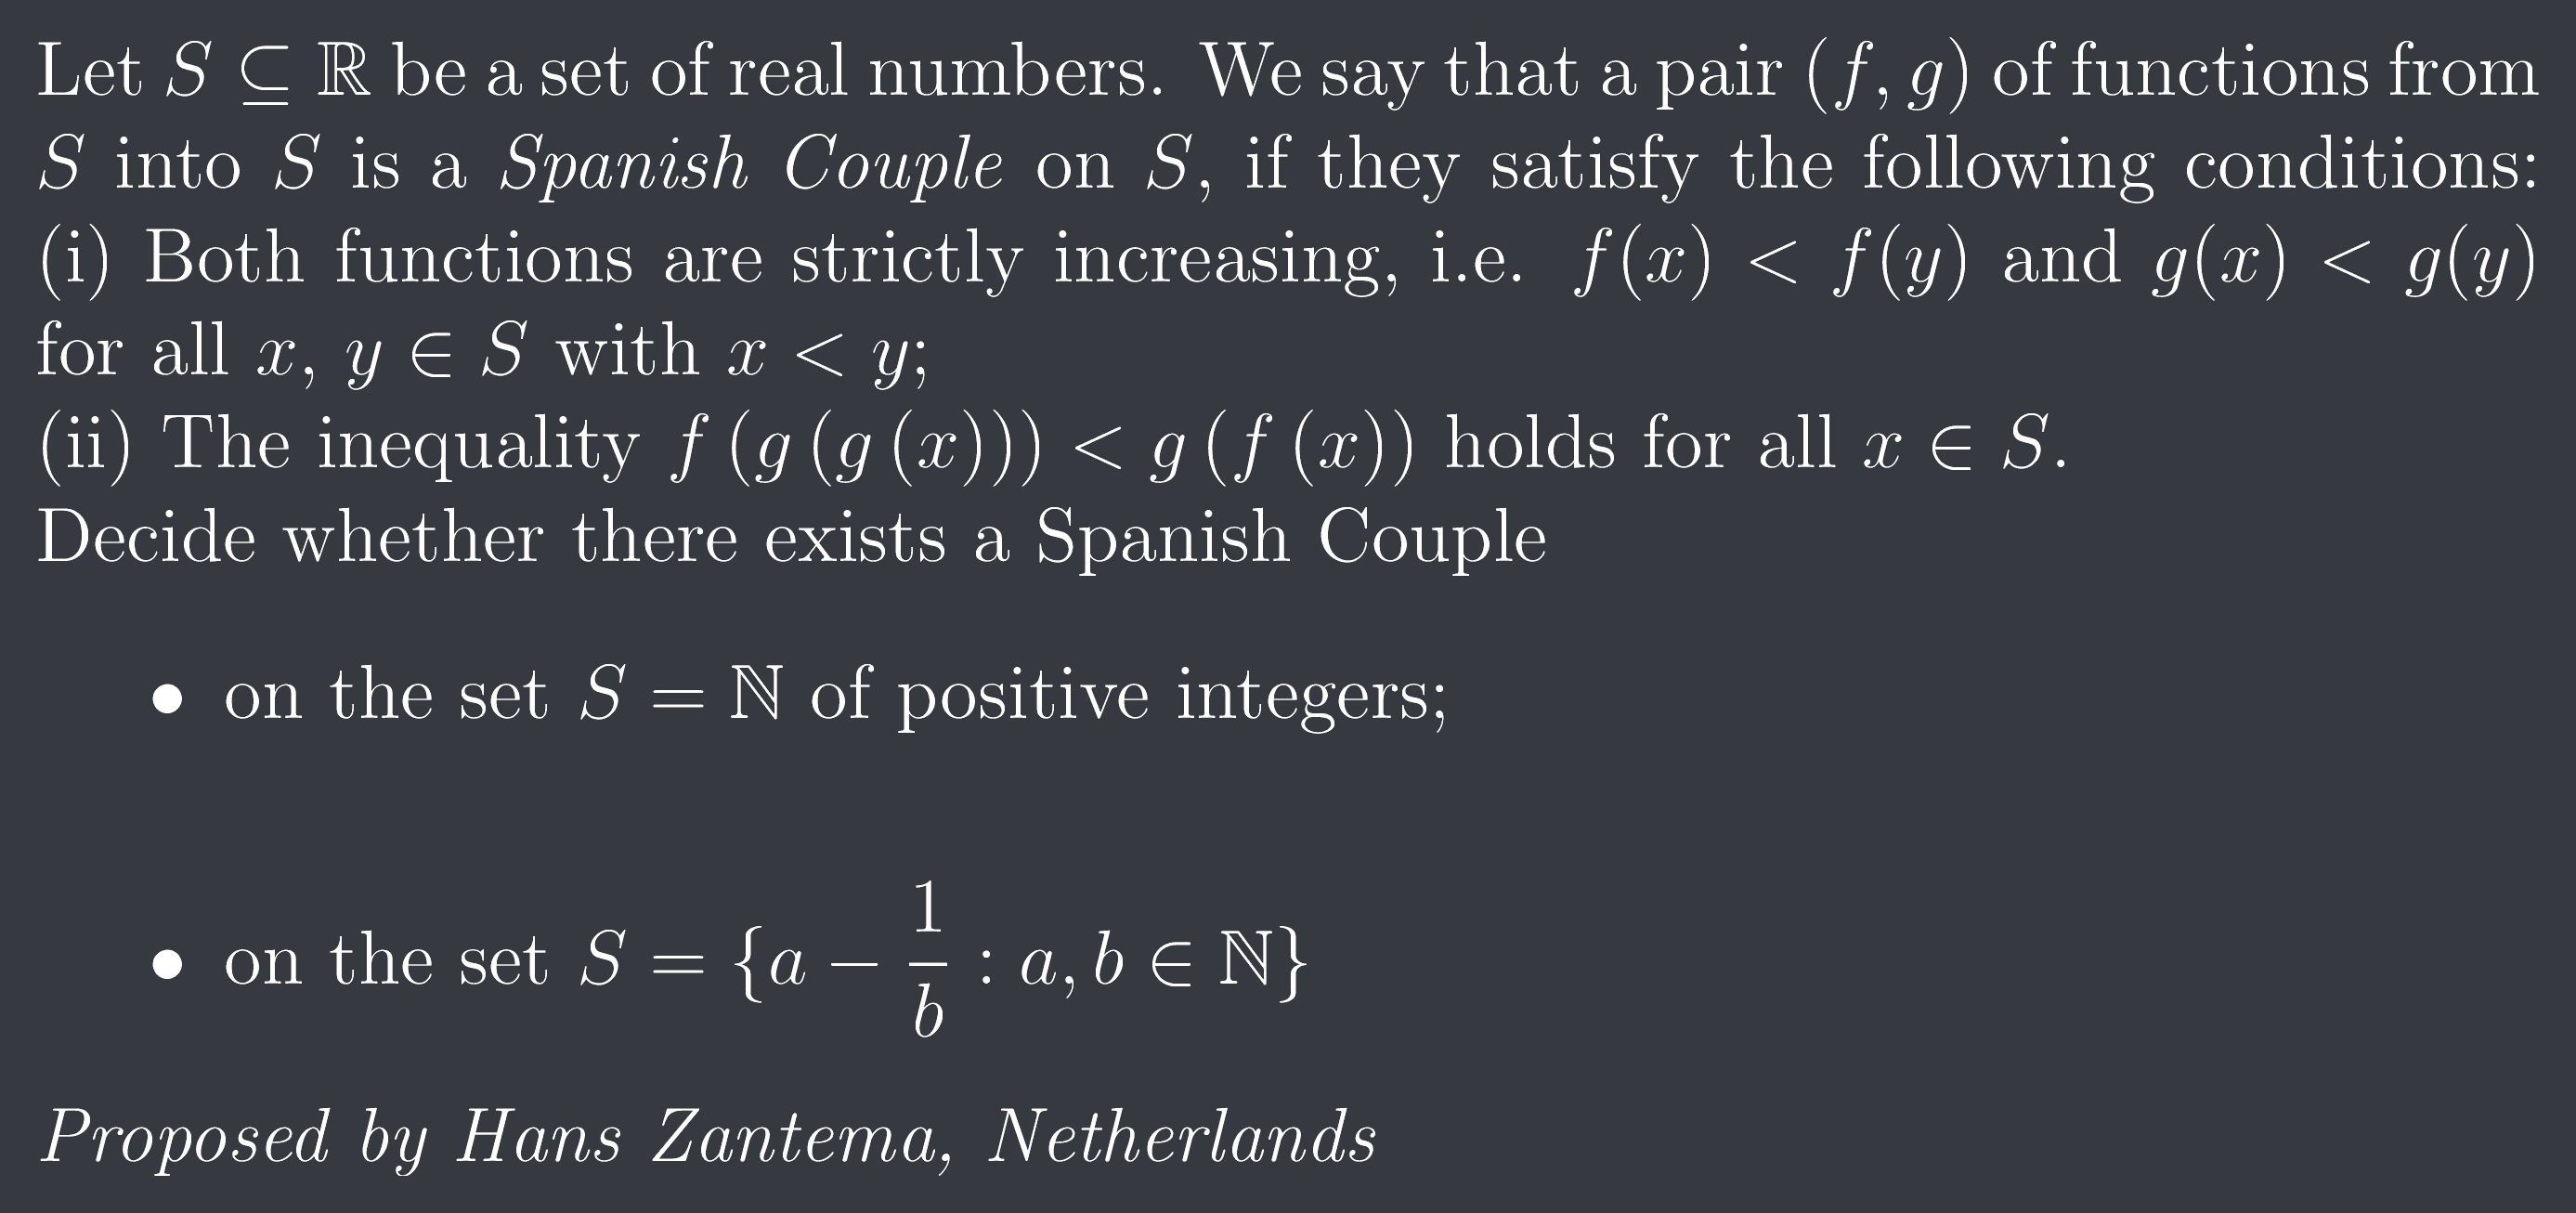 Let S ⊆ ℝ be a set of real numbers. We say that a pair (f, g) of functions from
S into S is a Spanish Couple on S, if they satisfy the following conditions:
(i) Both functions are strictly increasing, i.e. f(x) < f(y) and g(x) < g(y)
for all x, y ∈ S with x < y;
(ii) The inequality f (g (g (x))) < g (f (x)) holds for all x ∈ S.
Decide whether there exists a Spanish Couple
• on the set S = ℕ of positive integers;
• on the set S = {a − 1/b : a, b ∈ ℕ}
Proposed by Hans Zantema, Netherlands